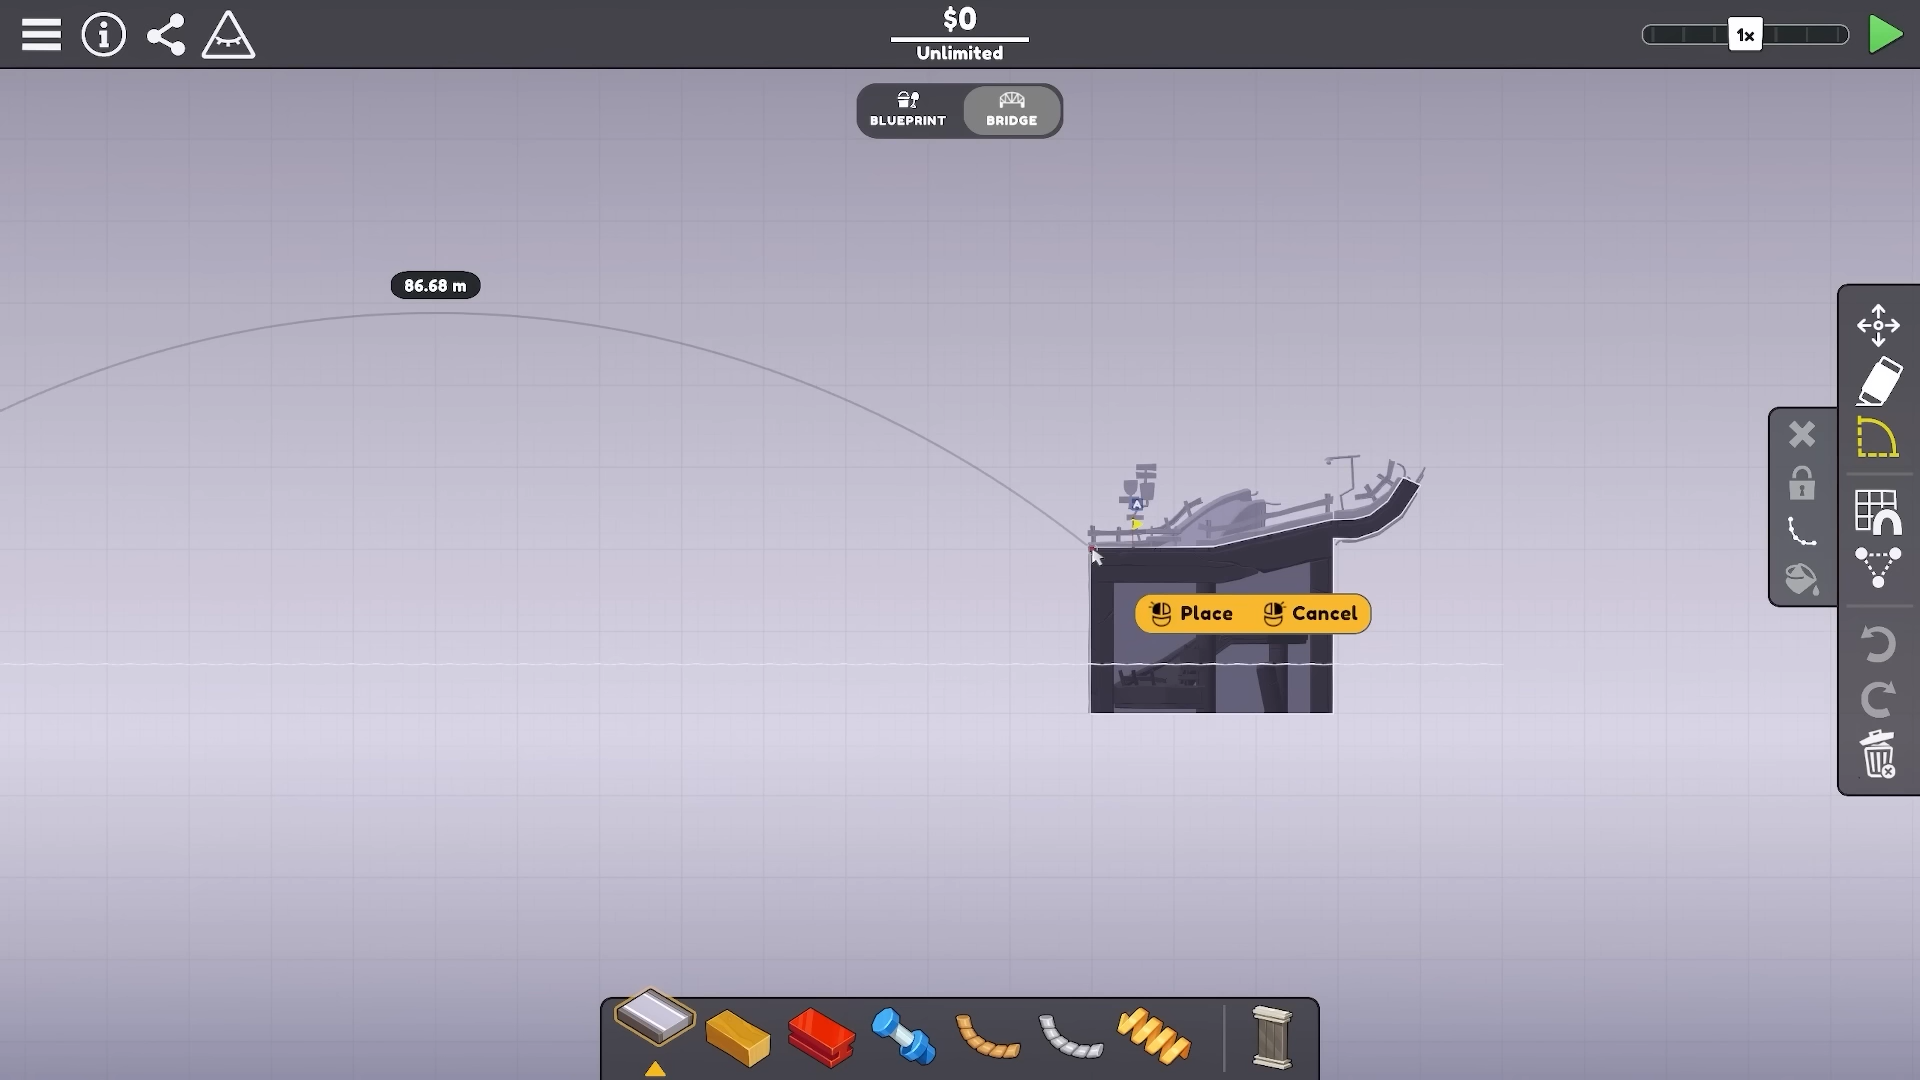 $0
Unlimited
1x
BLUEPRINT
BRIDGE
86.68 m
Place
Cancel